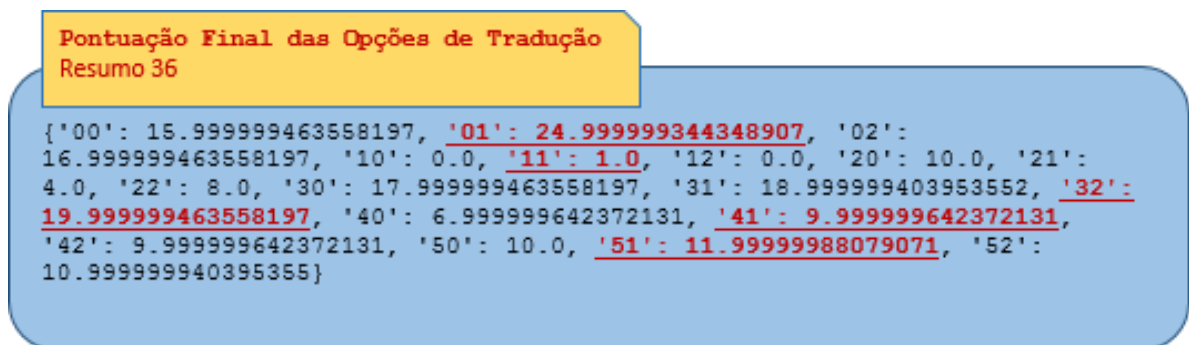 Pontuação Final das Opções de Tradução
Resumo 36
{'00': 15.999999463558197, '01': 24.999999344348907, '02':
16.999999463558197, '10': 0.0, '11': 1.0, '12': 0.0, '20': 10.0, '21':
4.0, '22': 8.0, '30': 17.999999463558197, '31': 18.999999403953552, '32':
19.999999463558197, '40': 6.999999642372131, '41': 9.999999642372131,
'42': 9.999999642372131, '50': 10.0, '51': 11.99999988079071, '52':
10.999999940395355}